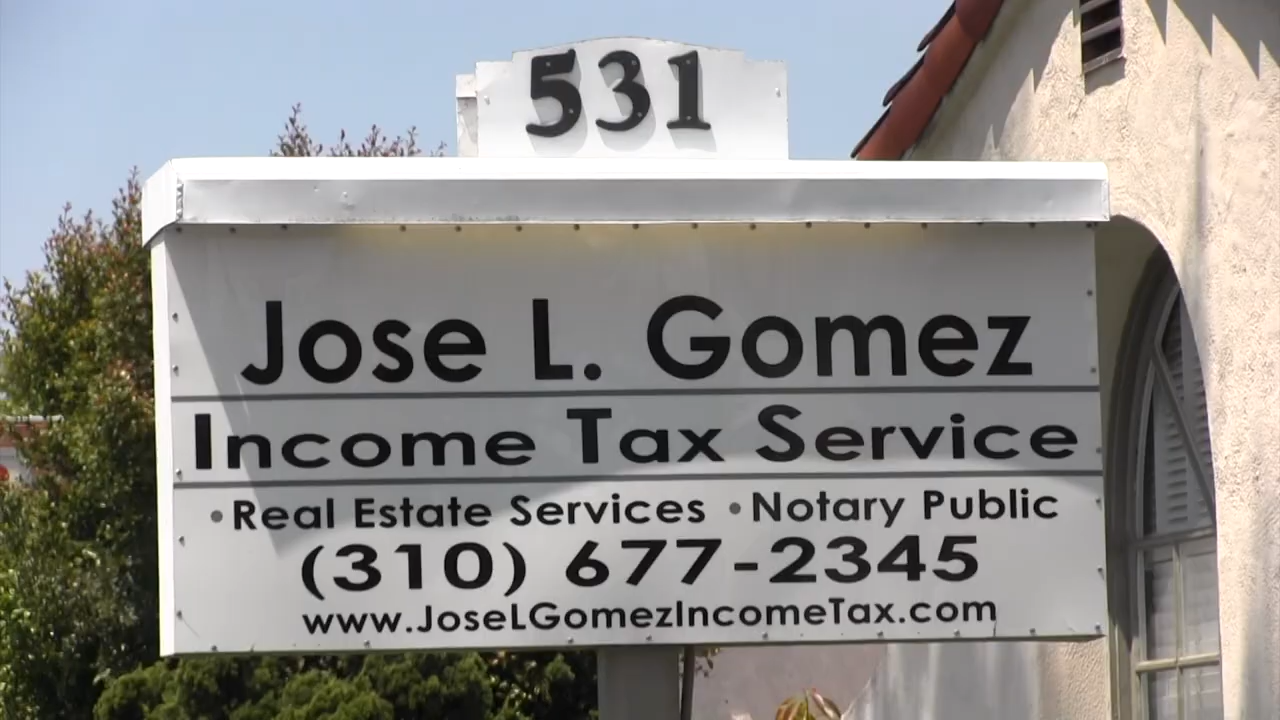 531
Jose L. Gomez
Income Tax Service
•Real Estate Services •Notary Public
(310) 677-2345
www.JoseLGomezIncomeTax.com